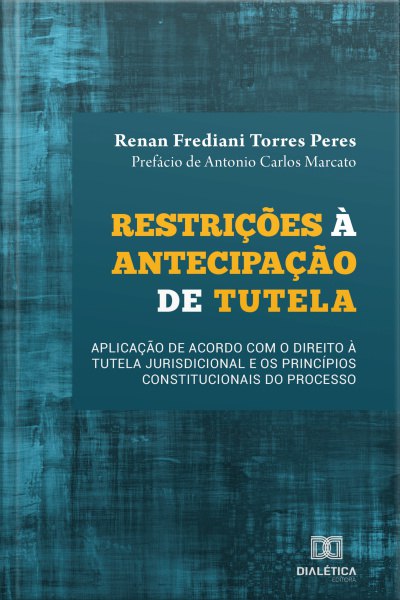 Renan Frediani Torres Peres
Prefácio de Antonio Carlos Marcato
RESTRIÇÕES À
ANTECIPAÇÃO
DE TUTELA
APLICAÇÃO DE ACORDO COM O DIREITO À
TUTELA JURISDICIONAL E OS PRINCÍPIOS
CONSTITUCIONAIS DO PROCESSO
DIALÉTICA
EDITORA